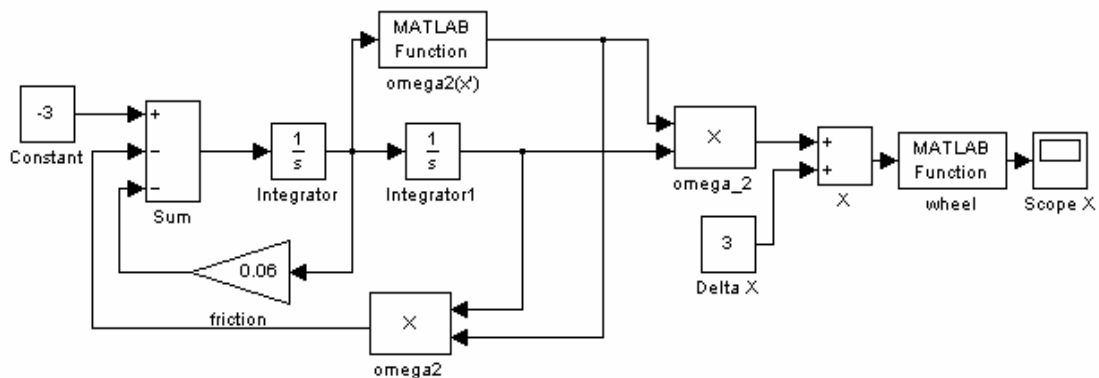 MATLAB
Function
omega2(x')
-3
Constant
+
−
−
Sum
1
s
Integrator
1
s
Integrator1
X
omega_2
+
+
X
MATLAB
Function
wheel
Scope X
3
Delta X
0.06
friction
X
omega2